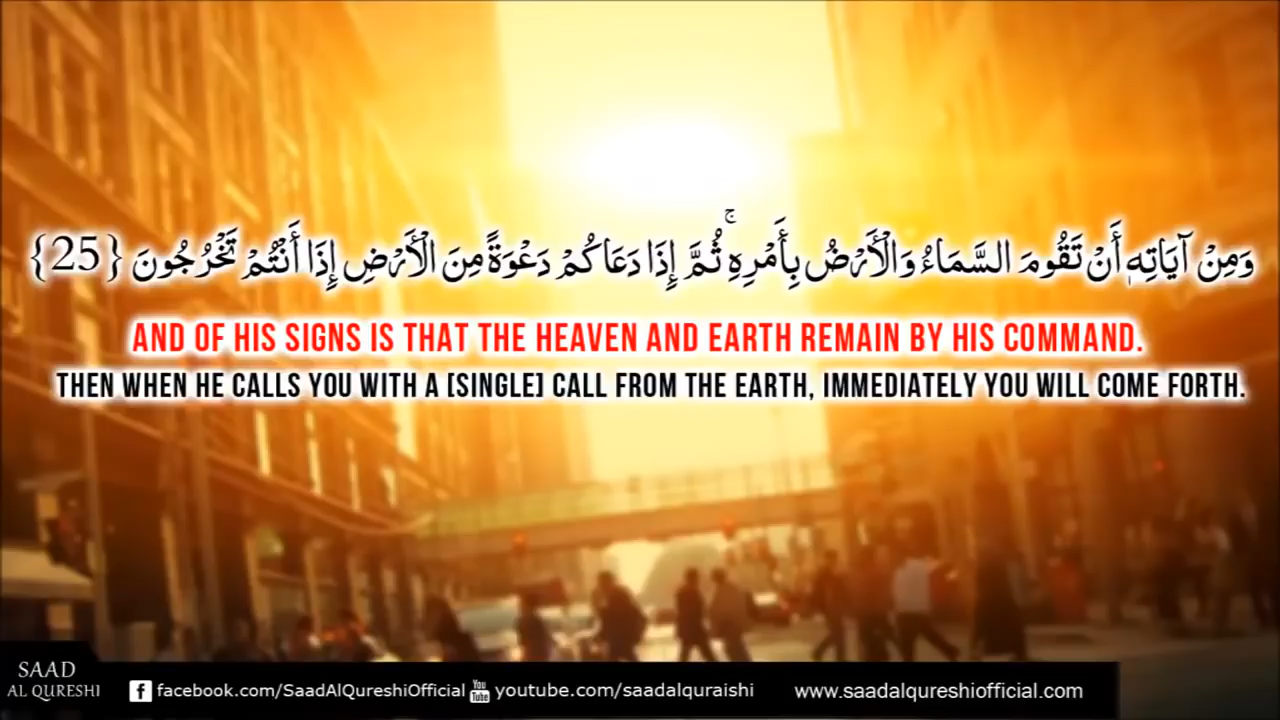 وَمِنْ آيَاتِهِ أَنْ تَقُومَ السَّمَاءُ وَالْأَرْضُ بِأَمْرِهِ ۚ ثُمَّ إِذَا دَعَاكُمْ دَعْوَةً مِنَ الْأَرْضِ إِذَا أَنْتُمْ تَخْرُجُونَ {25}
AND OF HIS SIGNS IS THAT THE HEAVEN AND EARTH REMAIN BY HIS COMMAND.
THEN WHEN HE CALLS YOU WITH A [SINGLE] CALL FROM THE EARTH, IMMEDIATELY YOU WILL COME FORTH.
SAAD
AL QURESHI
facebook.com/SaadAlQureshiOfficial You Tube youtube.com/saadalquraishi www.saadalqureshiofficial.com